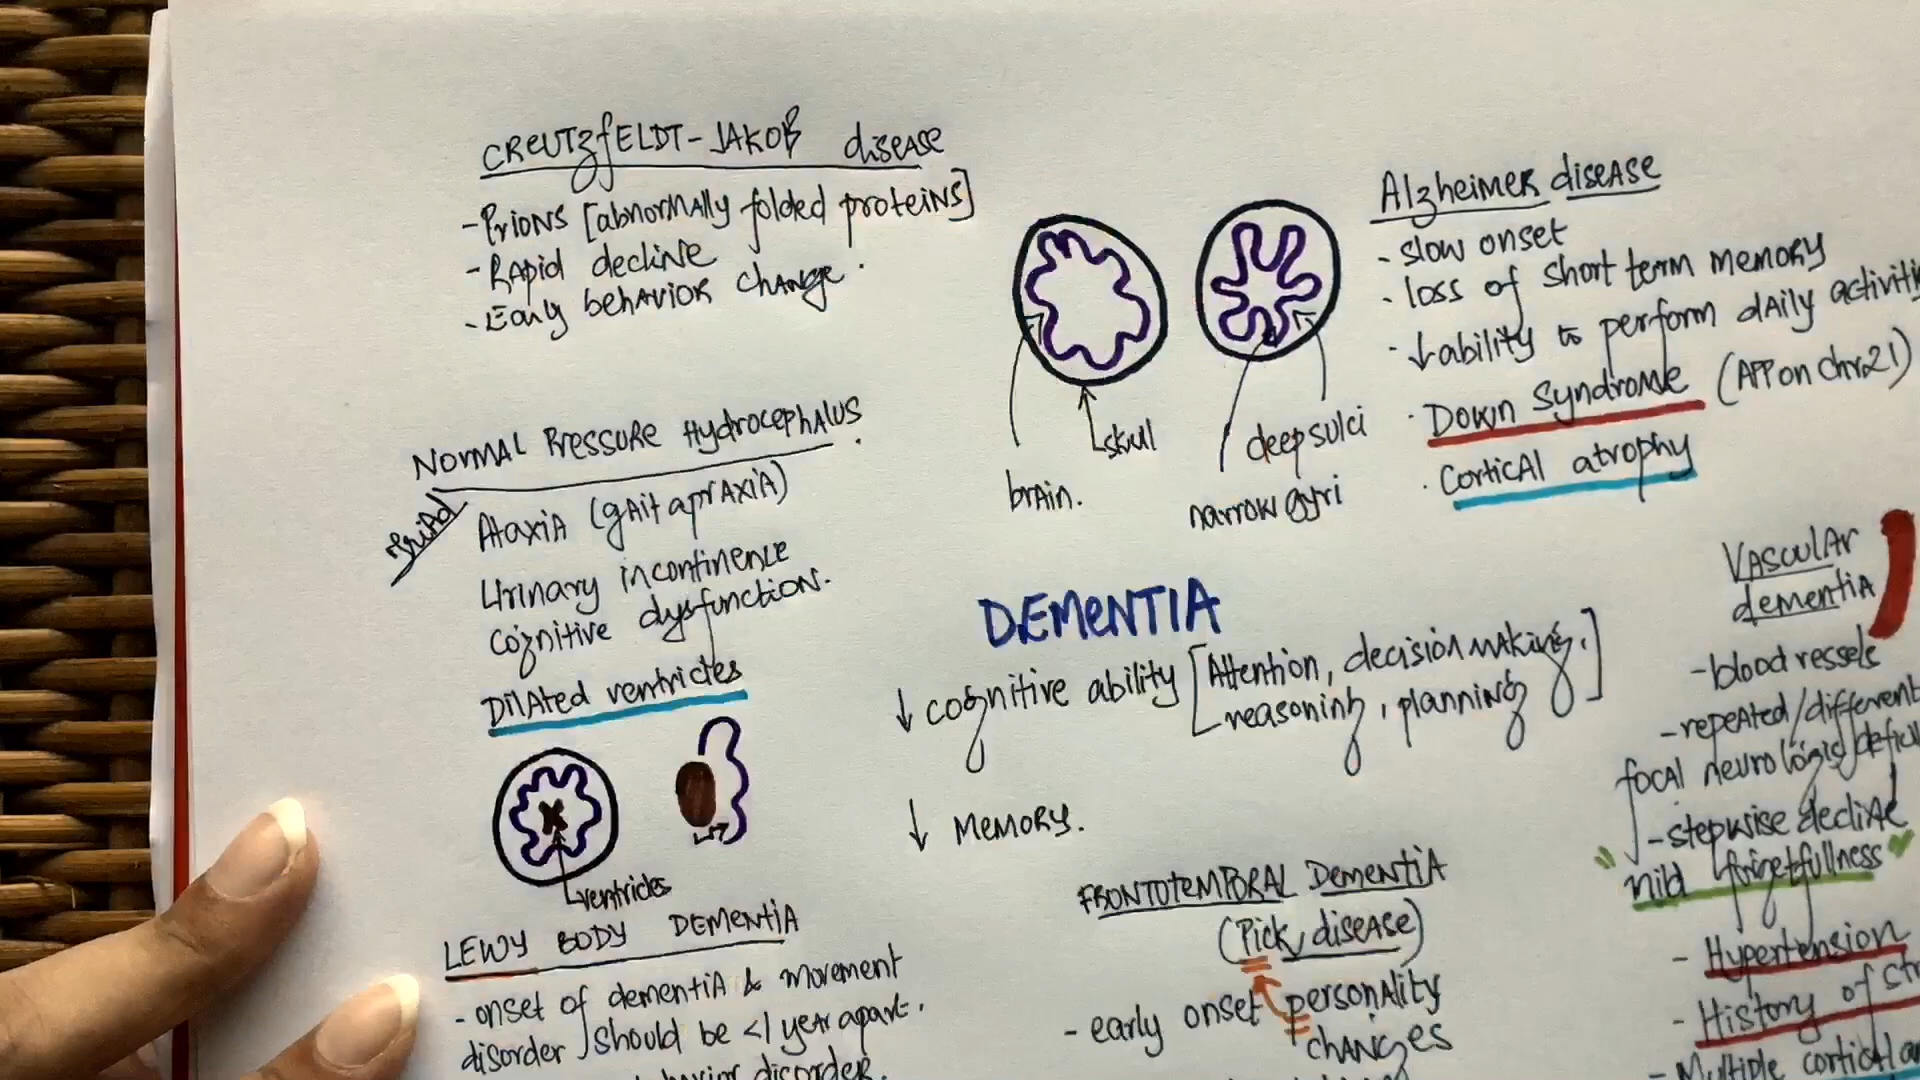 CREUTZFELDT-JAKOB disease
- Prions [abnormally folded proteins]
- Rapid decline
- Early behavior change.
NORMAL Pressure Hydrocephalus
Triad
Ataxia (gait apraxia)
Urinary incontinence
Cognitive dysfunction.
Dilated ventricles
ventricles
LEWY BODY DEMENTIA
- onset of dementia & movement
disorder should be <1 year apart.
disorder.
brain.
skull
narrow gyri
deep sulci
Alzheimer disease
- slow onset
- loss of short term memory
- ↓ability to perform daily
· Down Syndrome (APP on chr21)
· Cortical atrophy
DEMENTIA
↓ cognitive ability [Attention, decision making,
reasoning, planning]
↓ Memory.
FRONTOTEMPORAL Dementia
(Pick disease)
- early onset personality
changes
Vascular
dementia
- blood vessels
- repeated/different
focal neurologic
- stepwise decline
mild forgetfullness
- Hypertension
- History of
- Multiple cortical